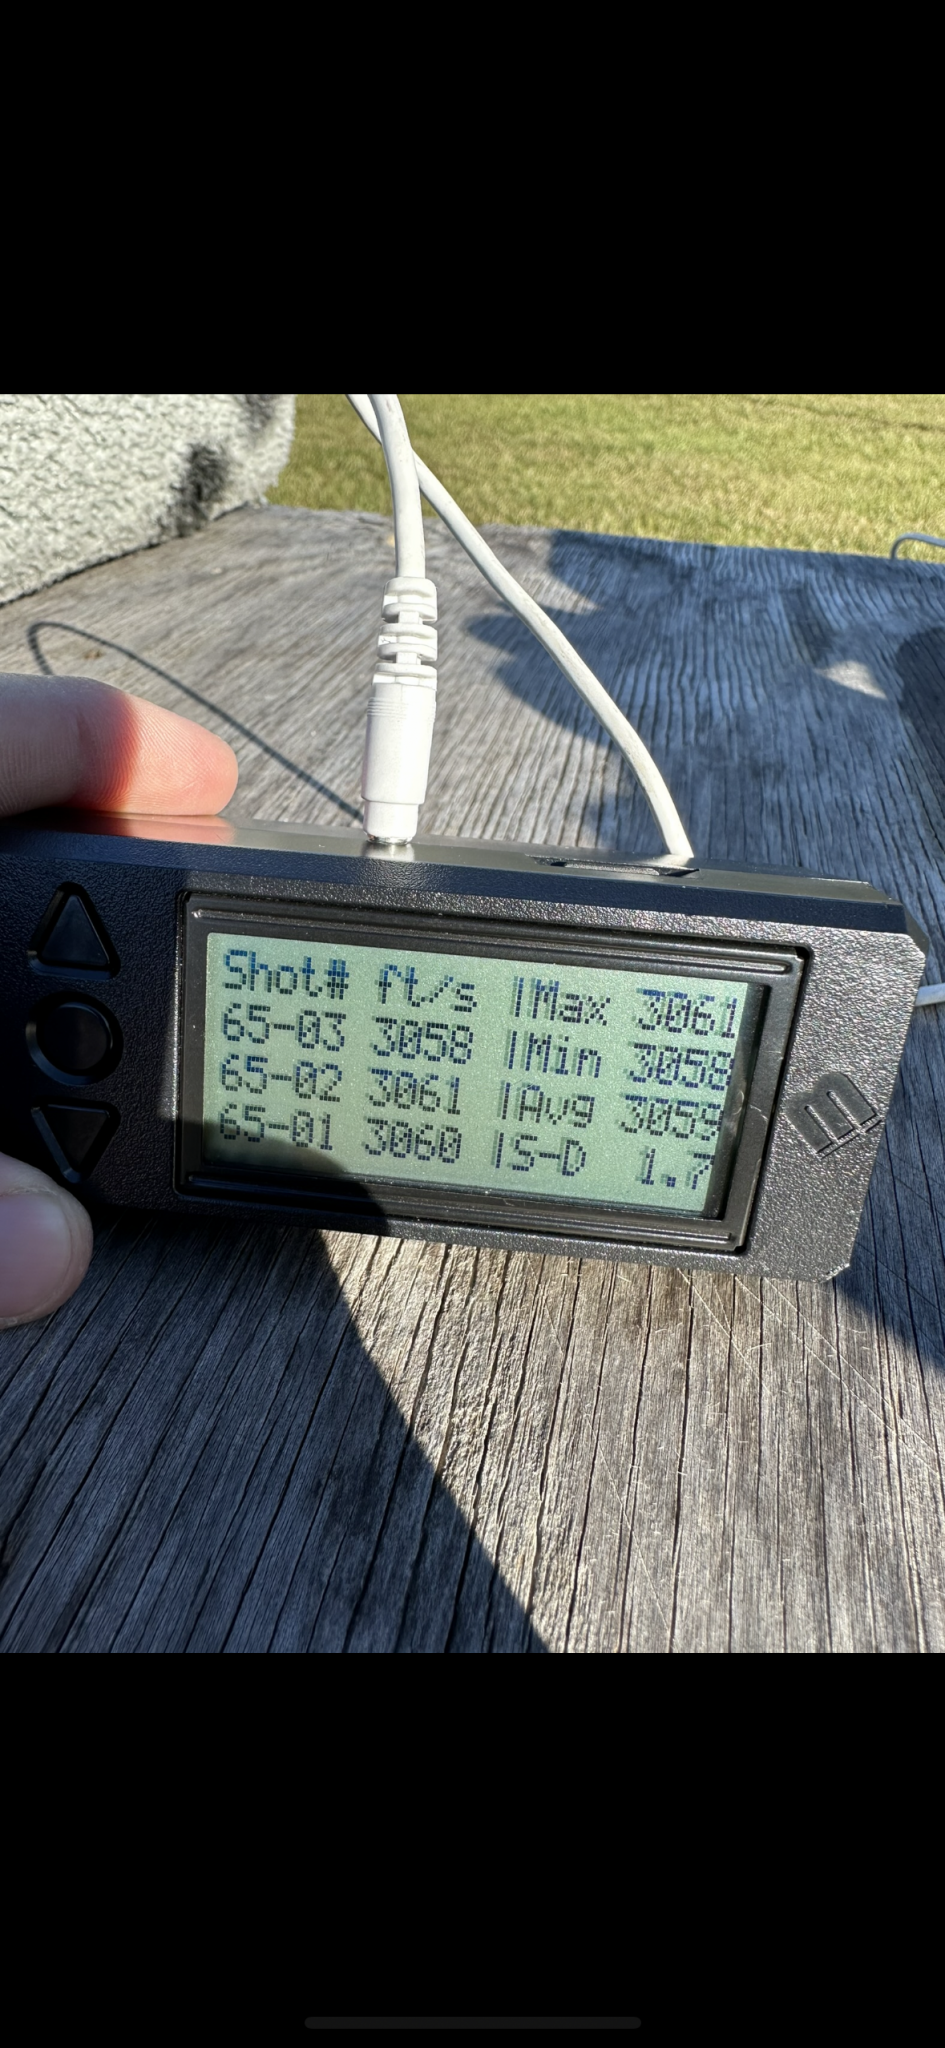 Shot# ft/s |Max 3061
65-03 3058 |Min 3058
65-02 3061 |Avg 3059
65-01 3060 |S-D 1.7